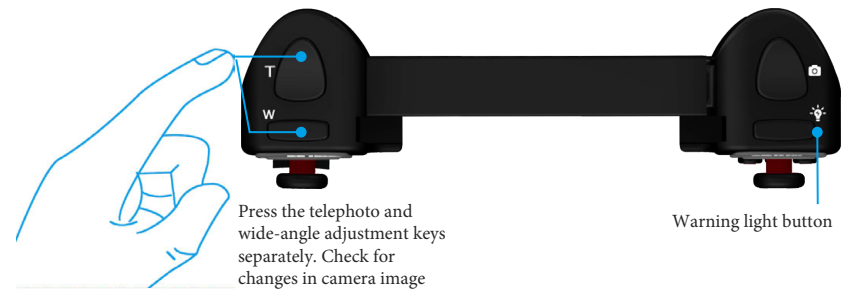 T
W
Press the telephoto and
wide-angle adjustment keys
separately. Check for
changes in camera image
Warning light button